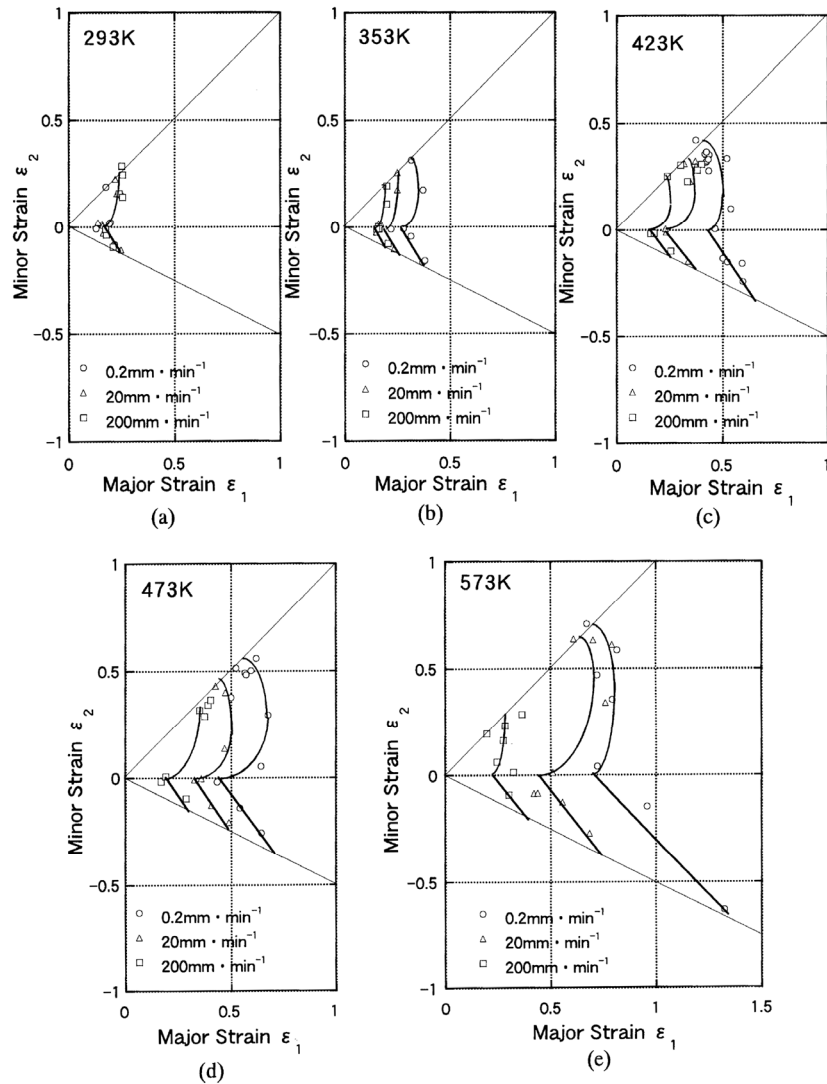 293K
1
0.5
0
-0.5
-1
Minor Strain ε2
○ 0.2mm・min⁻¹
△ 20mm・min⁻¹
□ 200mm・min⁻¹
0 0.5 1
Major Strain ε1
(a)
353K
1
0.5
0
-0.5
-1
Minor Strain ε2
○ 0.2mm・min⁻¹
△ 20mm・min⁻¹
□ 200mm・min⁻¹
0 0.5 1
Major Strain ε1
(b)
423K
1
0.5
0
-0.5
-1
Minor Strain ε2
○ 0.2mm・min⁻¹
△ 20mm・min⁻¹
□ 200mm・min⁻¹
0 0.5 1
Major Strain ε1
(c)
473K
1
0.5
0
-0.5
-1
Minor Strain ε2
○ 0.2mm・min⁻¹
△ 20mm・min⁻¹
□ 200mm・min⁻¹
0 0.5 1
Major Strain ε1
(d)
573K
1
0.5
0
-0.5
-1
Minor Strain ε2
○ 0.2mm・min⁻¹
△ 20mm・min⁻¹
□ 200mm・min⁻¹
0 0.5 1 1.5
Major Strain ε1
(e)